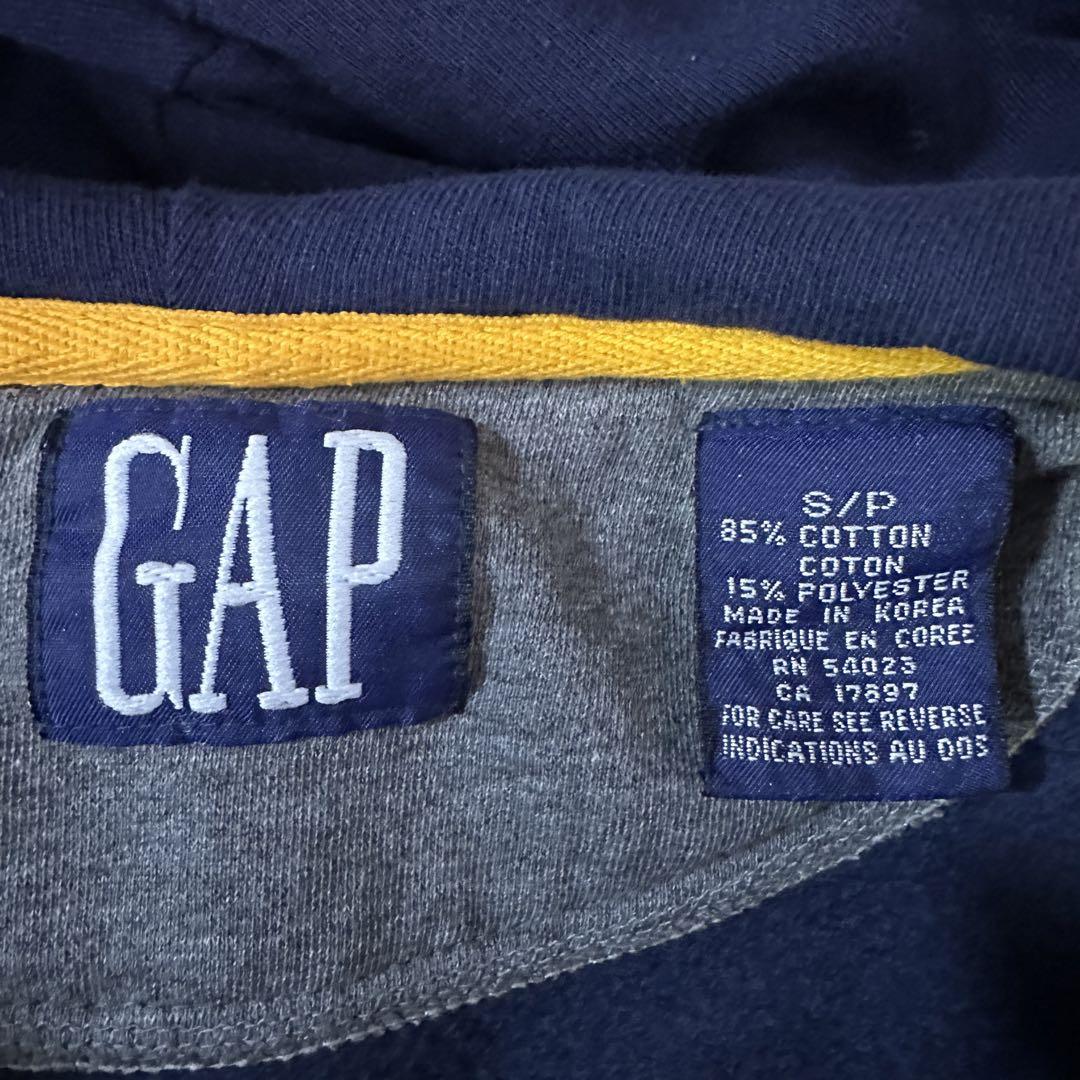 GAP
S/P
85% COTTON
COTON
15% POLYESTER
MADE IN KOREA
FABRIQUE EN COREE
RN 54023
CA 17897
FOR CARE SEE REVERSE
INDICATIONS AU DOS